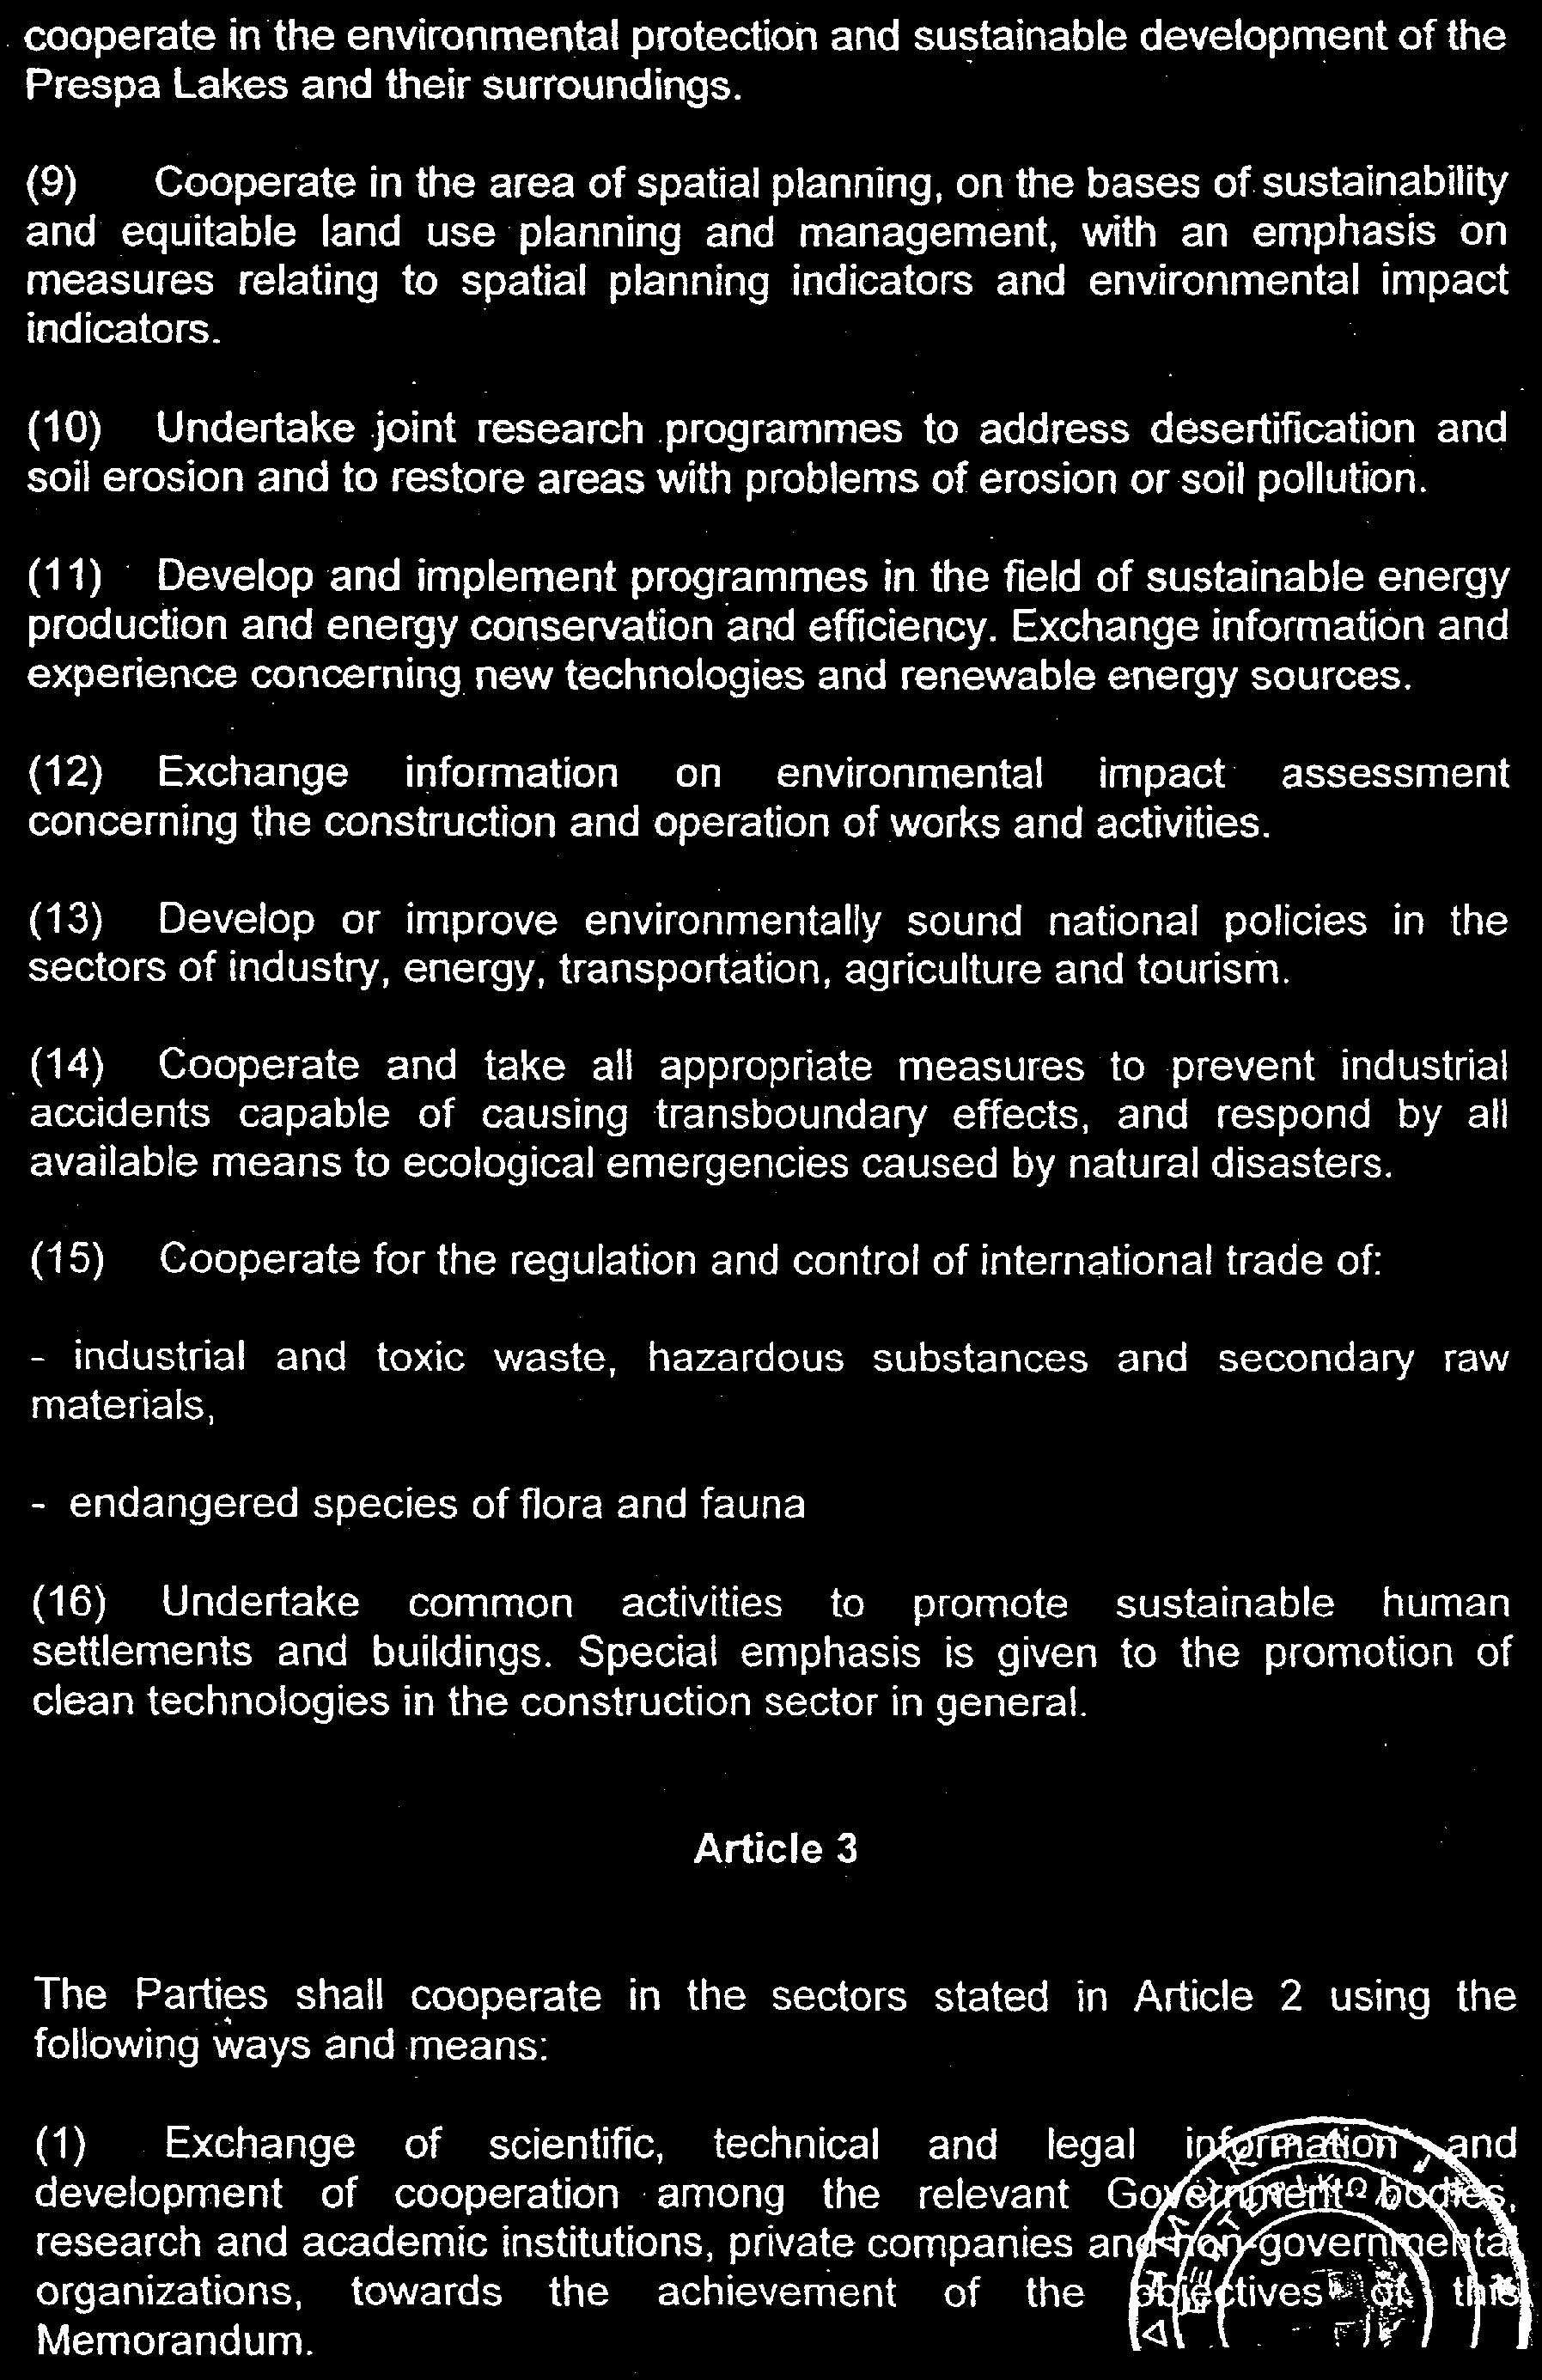 cooperate in the environmental protection and sustainable development of the
Prespa Lakes and their surroundings.
(9) Cooperate in the area of spatial planning, on the bases of sustainability
and equitable land use planning and management, with an emphasis on
measures relating to spatial planning indicators and environmental impact
indicators.
(10) Undertake joint research programmes to address desertification and
soil erosion and to restore areas with problems of erosion or soil pollution.
(11) Develop and implement programmes in the field of sustainable energy
production and energy conservation and efficiency. Exchange information and
experience concerning new technologies and renewable energy sources.
(12) Exchange information on environmental impact assessment
concerning the construction and operation of works and activities.
(13) Develop or improve environmentally sound national policies in the
sectors of industry, energy, transportation, agriculture and tourism.
(14) Cooperate and take all appropriate measures to prevent industrial
accidents capable of causing transboundary effects, and respond by all
available means to ecological emergencies caused by natural disasters.
(15) Cooperate for the regulation and control of international trade of:
- industrial and toxic waste, hazardous substances and secondary raw
materials,
- endangered species of flora and fauna
(16) Undertake common activities to promote sustainable human
settlements and buildings. Special emphasis is given to the promotion of
clean technologies in the construction sector in general.
Article 3
The Parties shall cooperate in the sectors stated in Article 2 using the
following ways and means:
(1) Exchange of scientific, technical and legal information and
development of cooperation among the relevant Government bodies,
research and academic institutions, private companies and non-governmental
organizations, towards the achievement of the objectives of this
Memorandum.